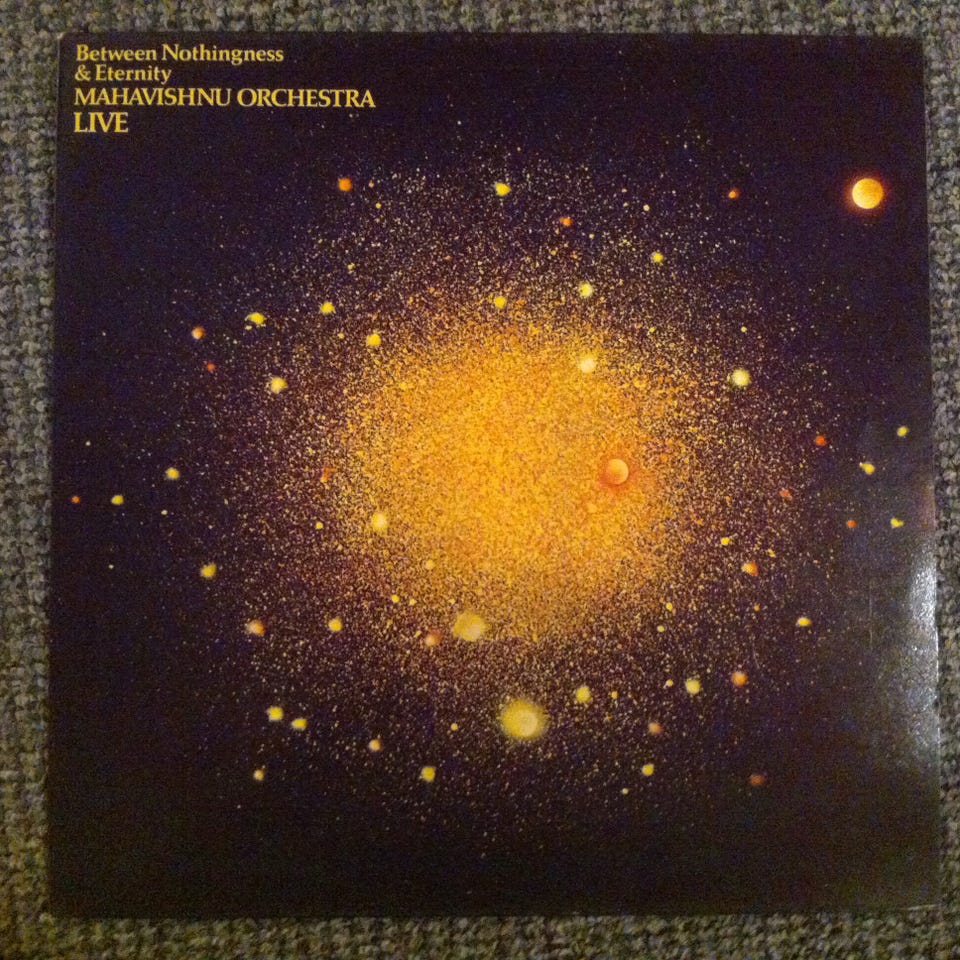 Between Nothingness
& Eternity
MAHAVISHNU ORCHESTRA
LIVE